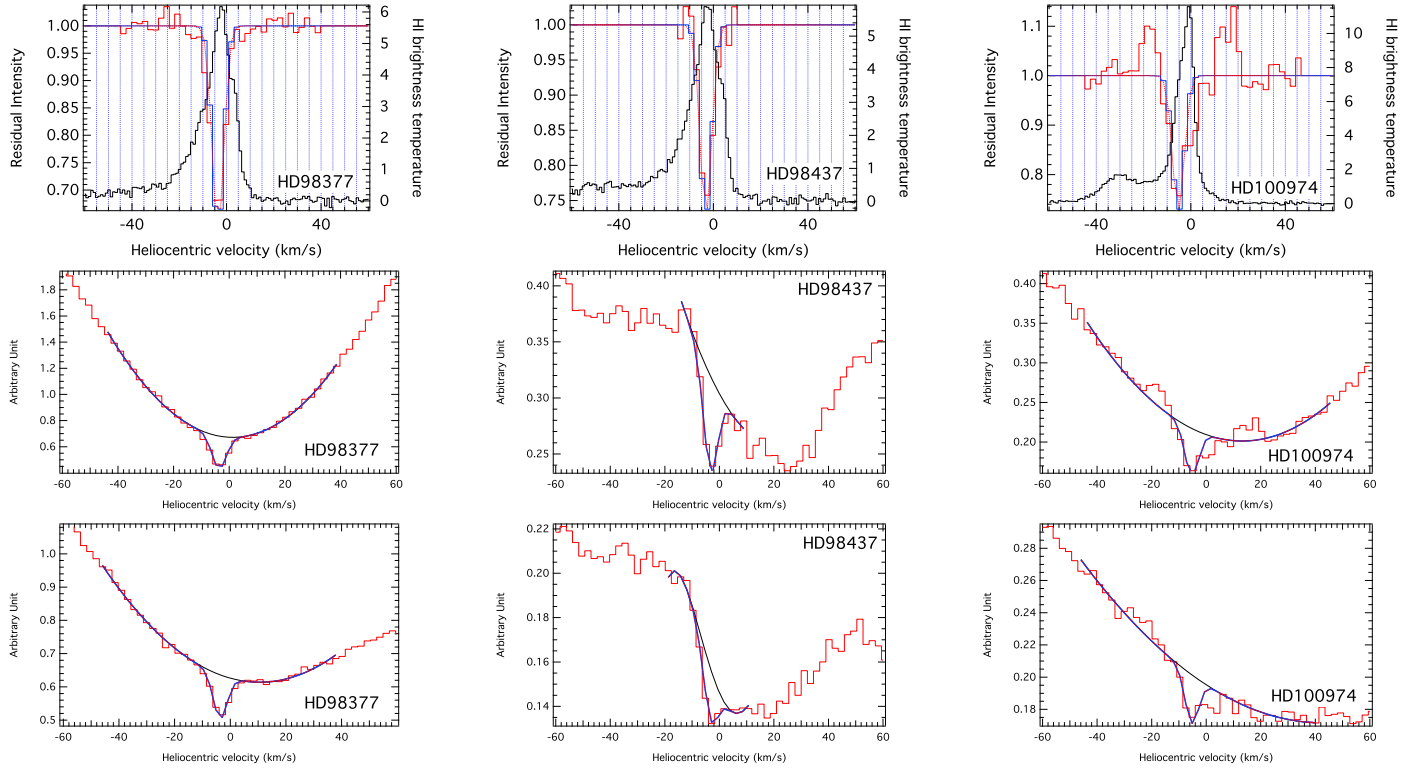 1.00
0.95
0.90
0.85
0.80
0.75
0.70
Residual Intensity
6
5
4
3
2
1
0
HI brightness temperature
HD98377
-40
0
40
Heliocentric velocity (km/s)
1.00
0.95
0.90
0.85
0.80
0.75
Residual Intensity
5
4
3
2
1
0
HI brightness temperature
HD98437
-40
0
40
Heliocentric velocity (km/s)
1.1
1.0
1.9
0.8
Residual Intensity
10
8
6
4
2
0
HI brightness temperature
HD100974
-40
0
40
Heliocentric velocity (km/s)
1.8
1.6
1.4
1.2
1.0
0.8
0.6
Arbitrary Unit
HD98377
-60 -40 -20 0 20 40 60
Heliocentric velocity (km/s)
0.40
0.35
0.30
0.25
Arbitrary Unit
HD98437
-60 -40 -20 0 20 40 60
Heliocentric velocity (km/s)
0.40
0.35
0.30
0.25
0.20
Arbitrary Unit
HD100974
-60 -40 -20 0 20 40 60
Heliocentric velocity (km/s)
1.0
0.9
0.8
0.7
0.6
0.5
Arbitrary Unit
HD98377
-60 -40 -20 0 20 40 60
Heliocentric velocity (km/s)
0.22
0.20
0.18
0.16
0.14
Arbitrary Unit
HD98437
-60 -40 -20 0 20 40 60
Heliocentric velocity (km/s)
0.28
0.26
0.24
0.22
0.20
0.18
Arbitrary Unit
HD100974
-60 -40 -20 0 20 40 60
Heliocentric velocity (km/s)